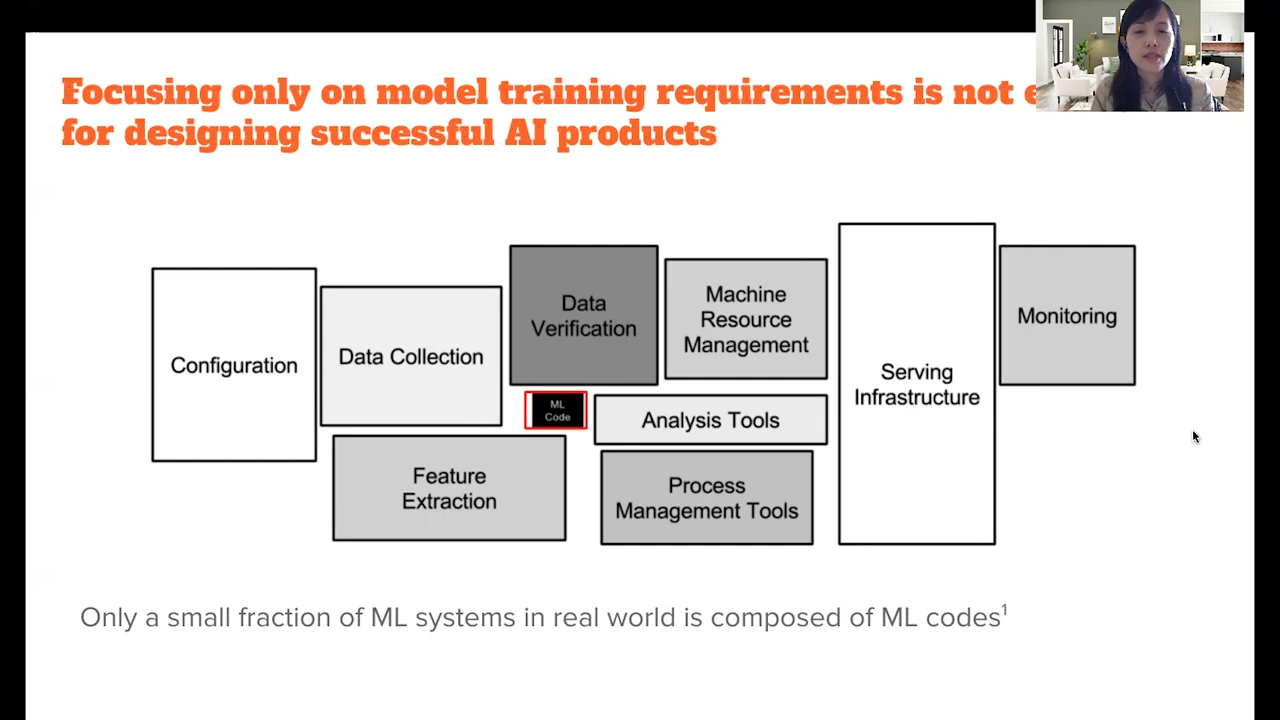 Focusing only on model training requirements is not
for designing successful AI products
Configuration
Data Collection
Data
Verification
Machine
Resource
Management
Serving
Infrastructure
Monitoring
ML
Code
Analysis Tools
Feature
Extraction
Process
Management Tools
Only a small fraction of ML systems in real world is composed of ML codes¹